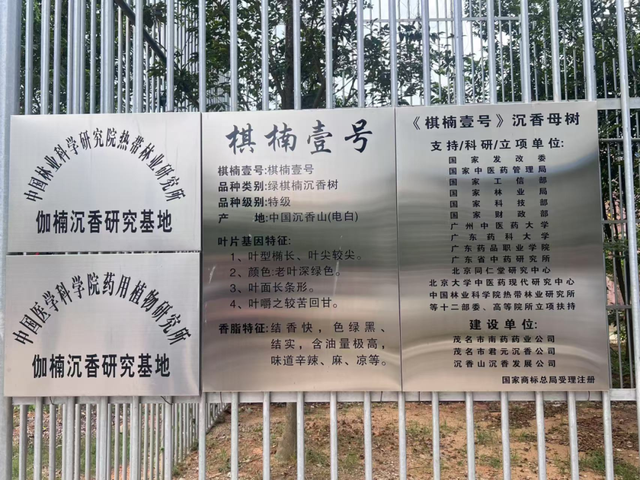 中国林业科学研究院热带林业研究所
伽楠沉香研究基地
中国医学科学院药用植物研究所
伽楠沉香研究基地
棋楠壹号
棋楠壹号:棋楠壹号
品种类别:绿棋楠沉香树
品种级别:特级
产 地:中国沉香山(电白)
叶片基因特征:
1、叶型椭长、叶尖较尖。
2、颜色:老叶深绿色。
3、叶面长条形。
4、叶嚼之较苦回甘。
香脂特征:结香快，色绿黑、
结实，含油量极高，
味道辛辣、麻、凉等。
《棋楠壹号》沉香母树
支持/科研/立项单位:
国家发改委
国家中医药管理局
国家工信部
国家林业局
国家科技部
国家财政部
广州中医药大学
广东药科大学
广东药品职业学院
广东省中药研究所
北京同仁堂研究中心
北京大学中医药现代研究中心
中国林业科学院热带林业研究所
等十二部委、高等院所立项扶持
建设单位:
茂名市南药药业公司
茂名市君元沉香公司
沉香山沉香发展公司
国家商标总局受理注册